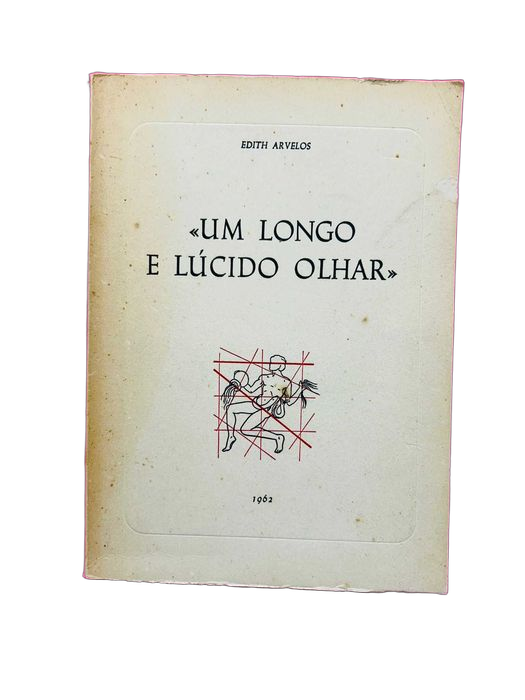 EDITH ARVELOS
«UM LONGO
E LÚCIDO OLHAR»
1962